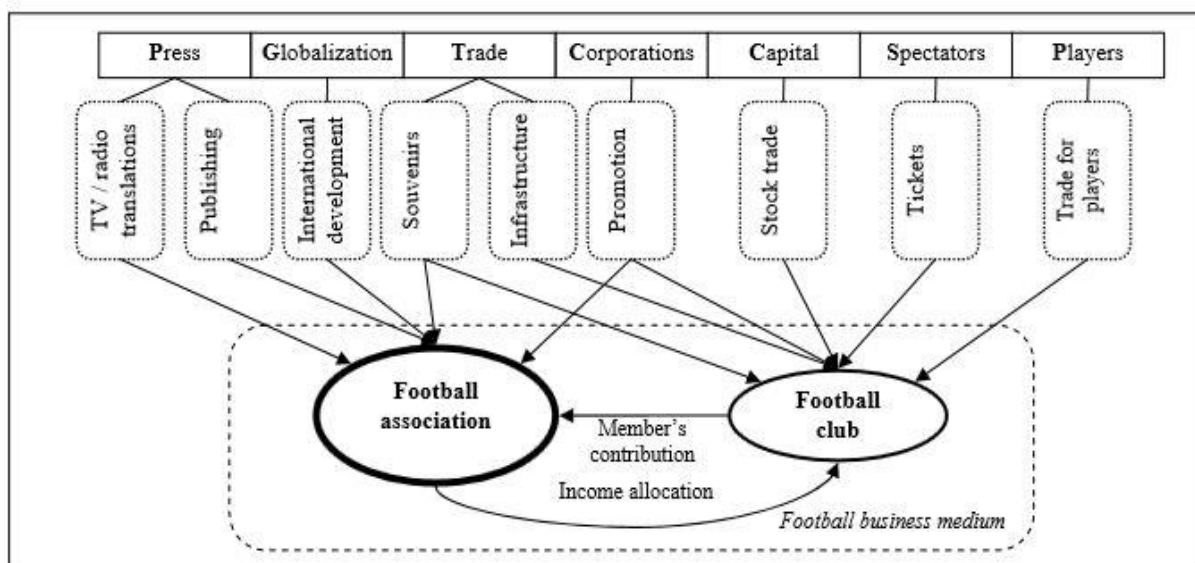 Press Globalization Trade Corporations Capital Spectators Players
TV / radio
translations
Publishing
International
development
Souvenirs
Infrastructure
Promotion
Stock trade
Tickets
Trade for
players
Football
association
Football
club
Member's
contribution
Income allocation
Football business medium